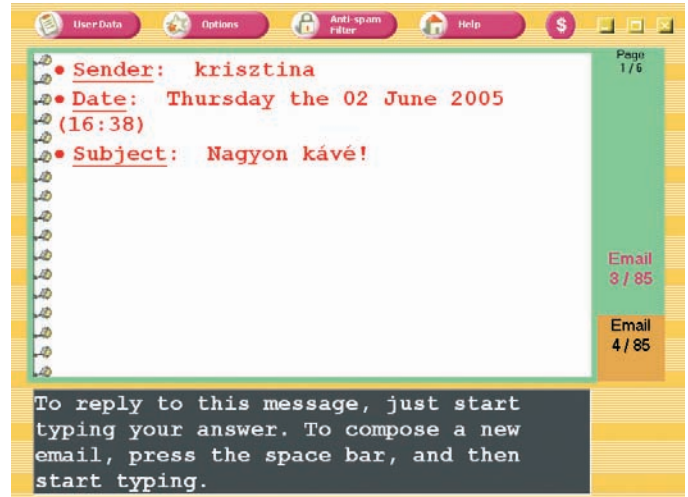 User Data
Options
Anti-spam
Filter
Help
$
Page
1 / 6
• Sender: krisztina
• Date: Thursday the 02 June 2005
(16:38)
• Subject: Nagyon kávé!
Email
3 / 85
Email
4 / 85
To reply to this message, just start
typing your answer. To compose a new
email, press the space bar, and then
start typing.